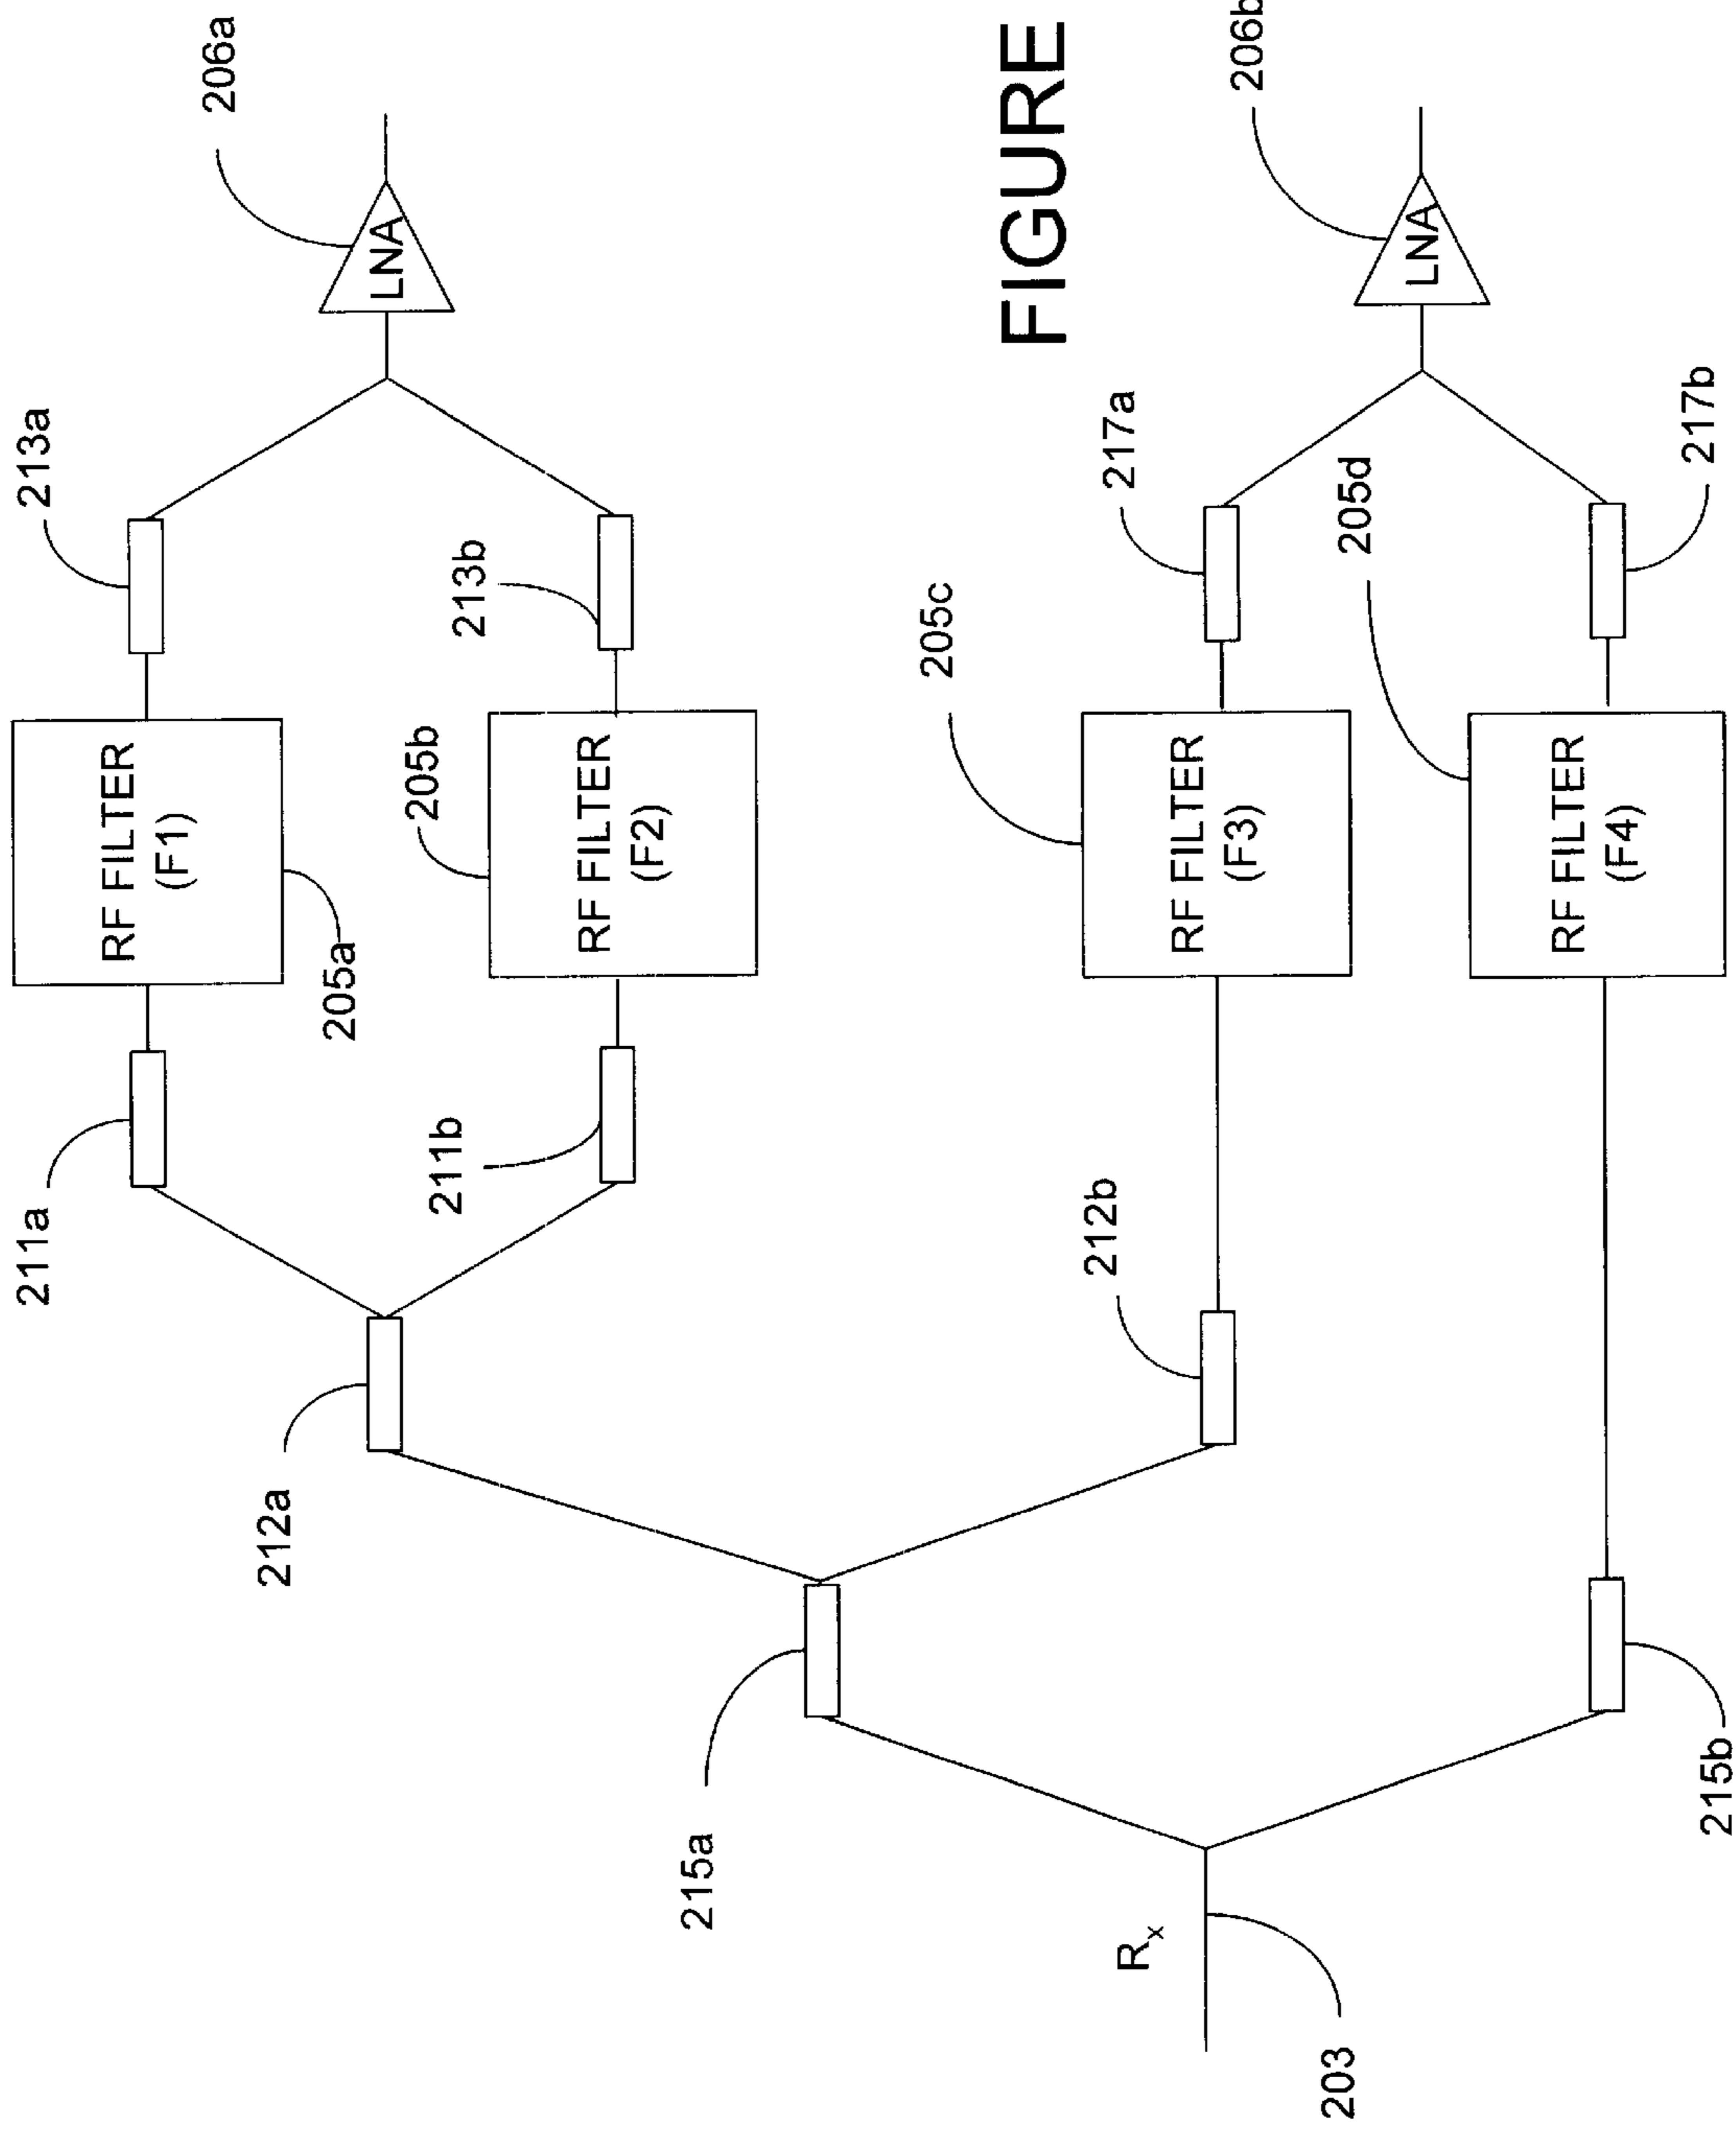 206a
213a
LNA
RF FILTER
(F1)
205a
211a
213b
205b
RF FILTER
(F2)
211b
212a
FIGURE
206b
LNA
217a
205c
RF FILTER
(F3)
212b
205d
217b
RF FILTER
(F4)
215a
Rx
203
215b